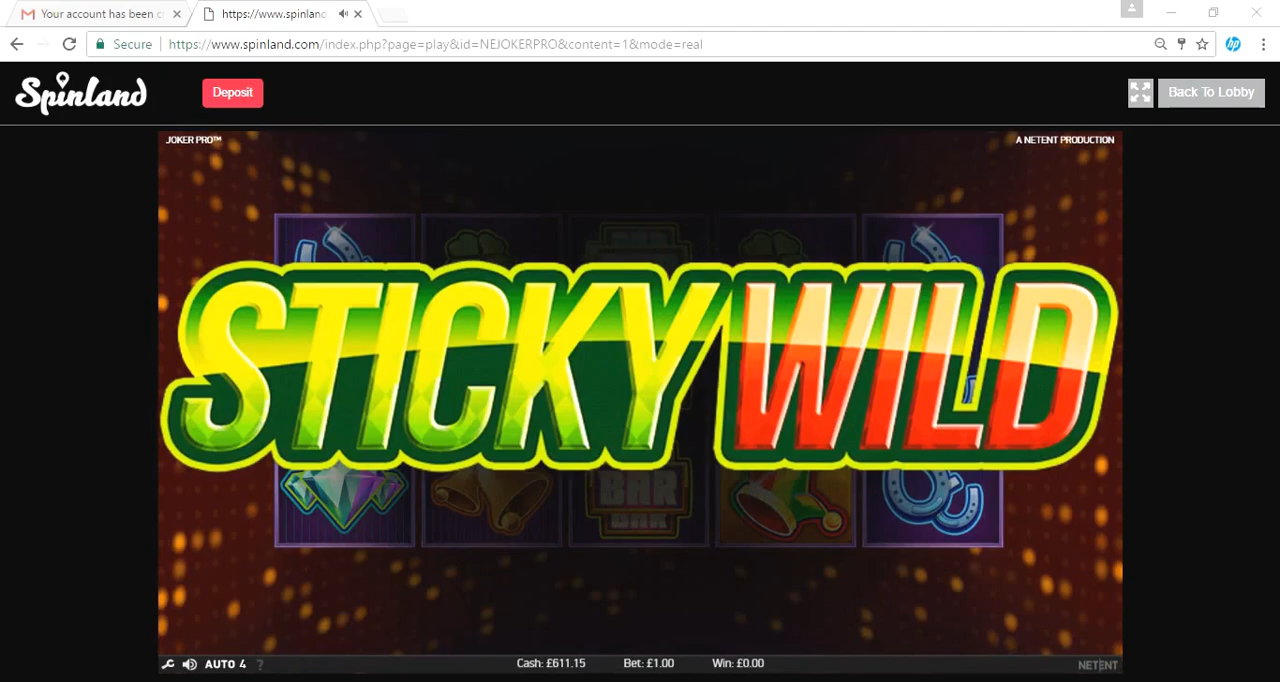 Your account has been c
https://www.spinland
Secure
https://www.spinland.com/index.php?page=play&id=NEJOKERPRO&content=1&mode=real
hp
Spinland
Deposit
Back To Lobby
JOKER PRO™
A NETENT PRODUCTION
STICKY WILD
BAR
BAR
AUTO 4
?
Cash: £611.15
Bet: £1.00
Win: £0.00
NETENT